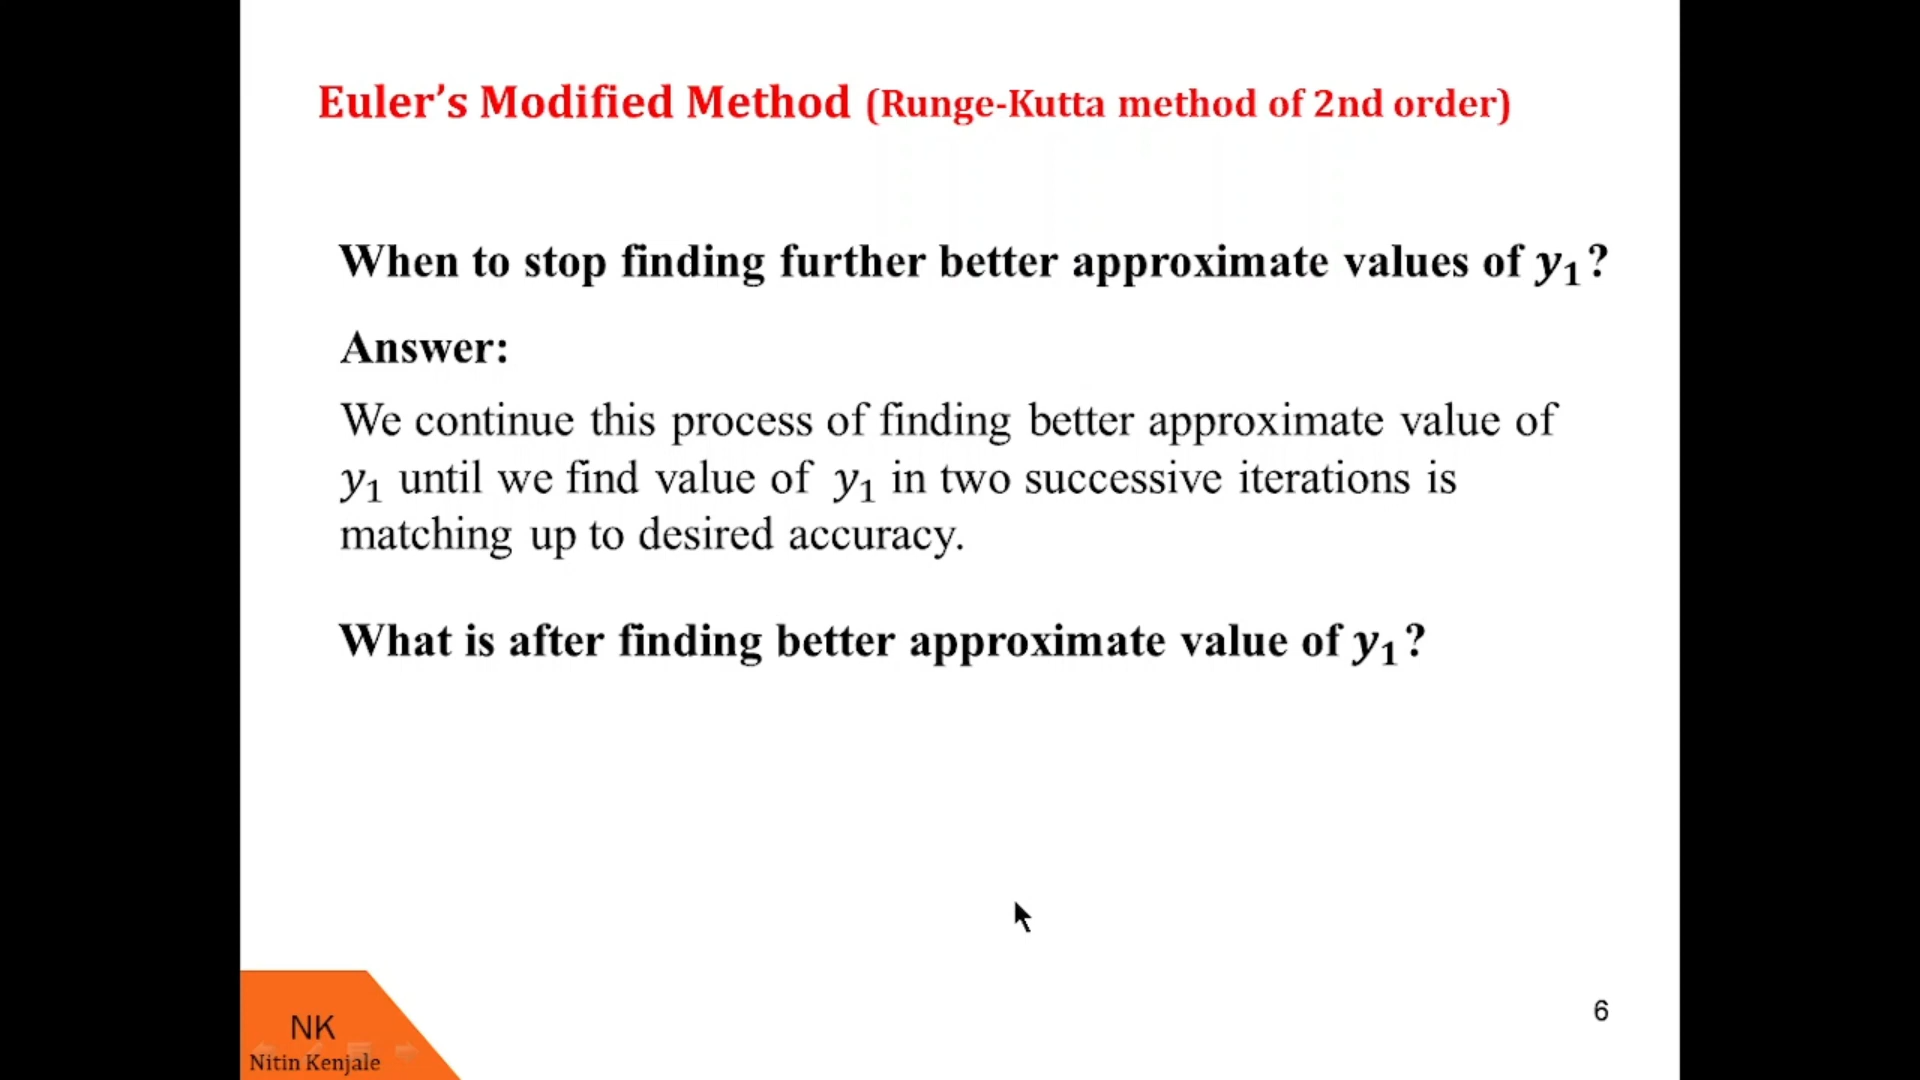 Euler’s Modified Method (Runge-Kutta method of 2nd order)
When to stop finding further better approximate values of y₁?
Answer:
We continue this process of finding better approximate value of
y₁ until we find value of y₁ in two successive iterations is
matching up to desired accuracy.
What is after finding better approximate value of y₁?
NK
Nitin Kenjale
6